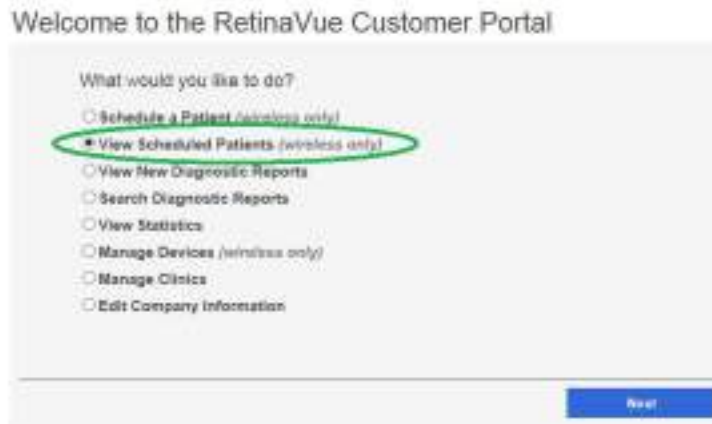 Welcome to the RetinaVue Customer Portal
What would you like to do?
Schedule a Patient (wireless only)
View Scheduled Patients (wireless only)
View New Diagnostic Reports
Search Diagnostic Reports
View Statistics
Manage Devices (wireless only)
Manage Clinics
Edit Company Information
Next